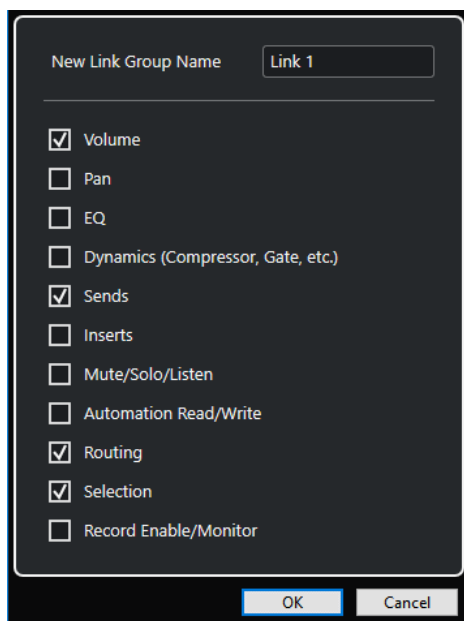 New Link Group Name Link 1
Volume
Pan
EQ
Dynamics (Compressor, Gate, etc.)
Sends
Inserts
Mute/Solo/Listen
Automation Read/Write
Routing
Selection
Record Enable/Monitor
OK Cancel